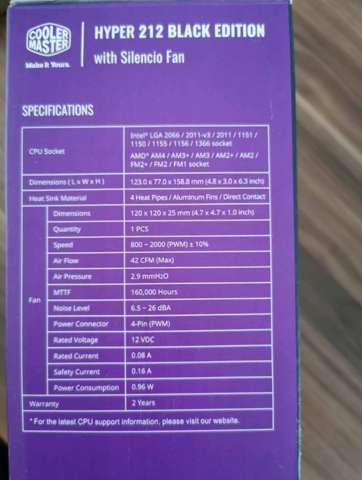 COOLER
MASTER
Make It Yours.
HYPER 212 BLACK EDITION
with Silencio Fan
SPECIFICATIONS
CPU Socket
Intel® LGA 2066 / 2011-v3 / 2011 / 1151 /
1150 / 1155 / 1156 / 1366 socket
AMD® AM4 / AM3+ / AM3 / AM2+ / AM2 /
FM2+ / FM2 / FM1 socket
Dimensions ( L x W x H ) 123.0 x 77.0 x 158.8 mm (4.8 x 3.0 x 6.3 inch)
Heat Sink Material 4 Heat Pipes / Aluminum Fins / Direct Contact
Fan
Dimensions 120 x 120 x 25 mm (4.7 x 4.7 x 1.0 inch)
Quantity 1 PCS
Speed 800 – 2000 (PWM) ± 10%
Air Flow 42 CFM (Max)
Air Pressure 2.9 mmH2O
MTTF 160,000 Hours
Noise Level 6.5 – 26 dBA
Power Connector 4-Pin (PWM)
Rated Voltage 12 VDC
Rated Current 0.08 A
Safety Current 0.16 A
Power Consumption 0.96 W
Warranty 2 Years
* For the latest CPU support information, please visit our website.